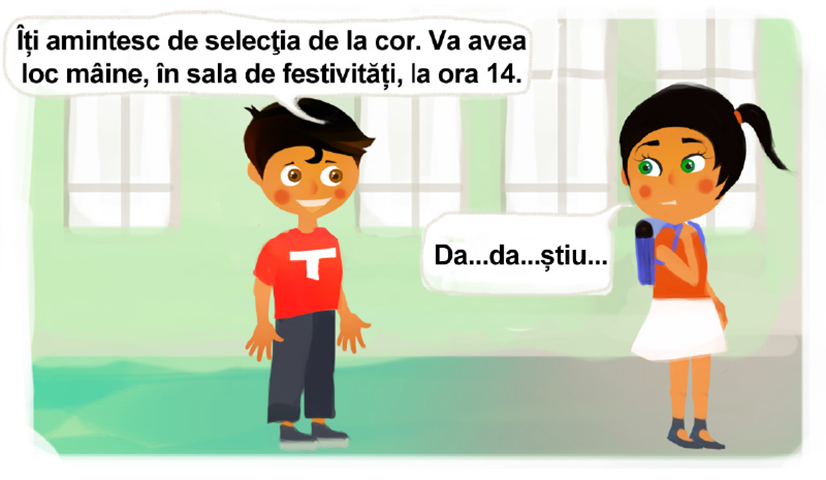 Îți amintesc de selecţia de la cor. Va avea
loc mâine, în sala de festivități, la ora 14.
Da...da...știu...
T